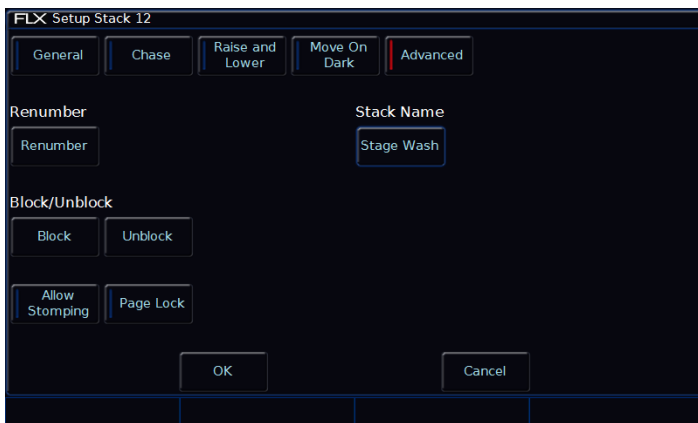 FLX Setup Stack 12
General
Chase
Raise and
Lower
Move On
Dark
Advanced
Renumber
Stack Name
Renumber
Stage Wash
Block/Unblock
Block
Unblock
Allow
Stomping
Page Lock
OK
Cancel